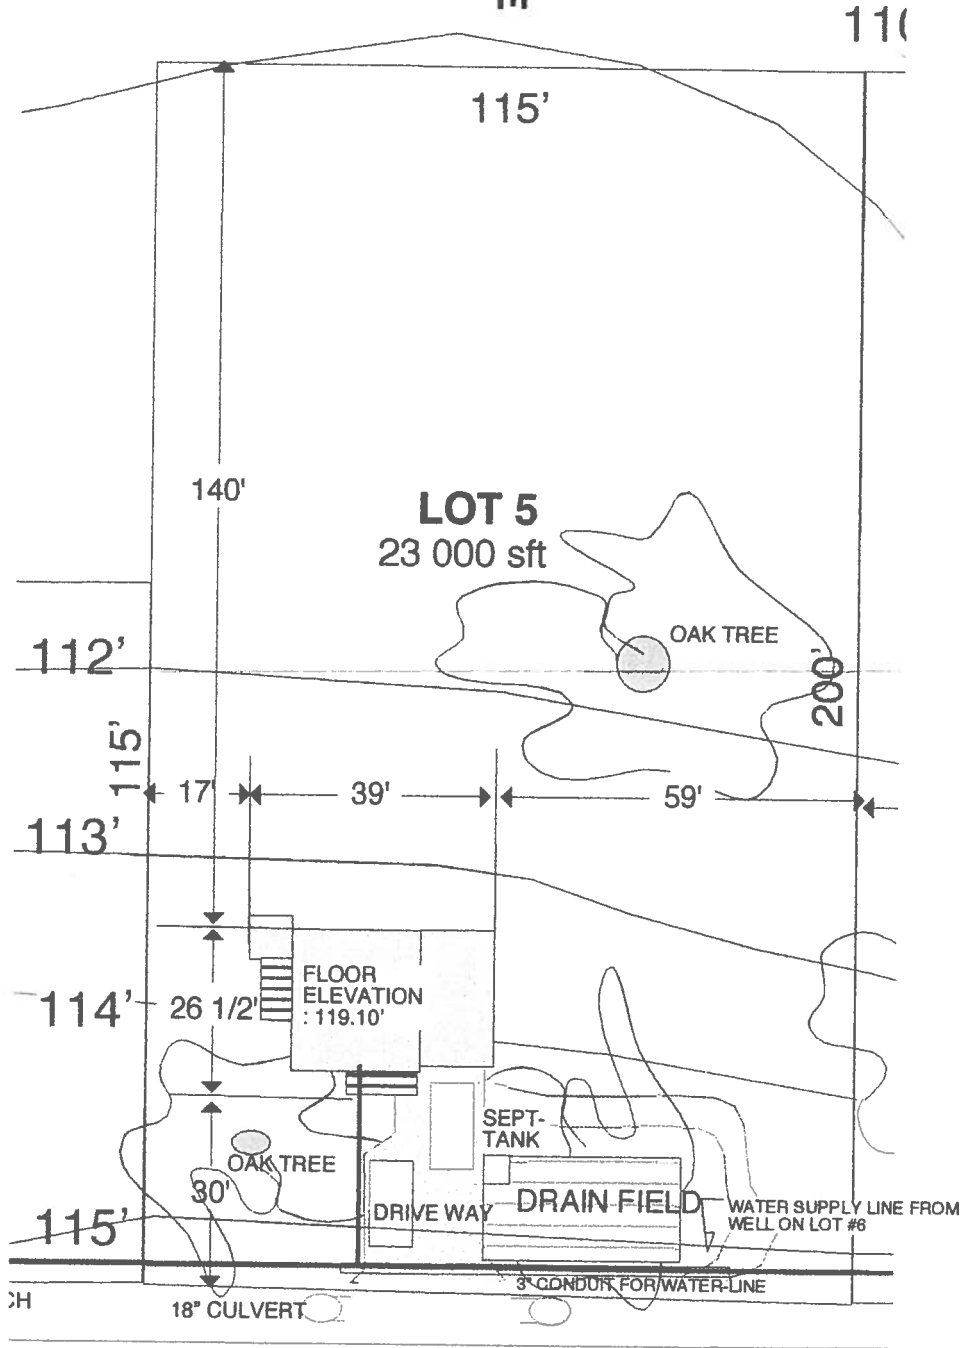 115'
140'
LOT 5
23 000 sft
OAK TREE
112'
200'
115'
17'
39'
59'
113'
FLOOR
ELEVATION
: 119.10'
114'
26 1/2'
SEPT-
TANK
OAK TREE
30'
DRIVE WAY
DRAIN FIELD
WATER SUPPLY LINE FROM
WELL ON LOT #6
115'
3" CONDUIT FOR WATER-LINE
18" CULVERT